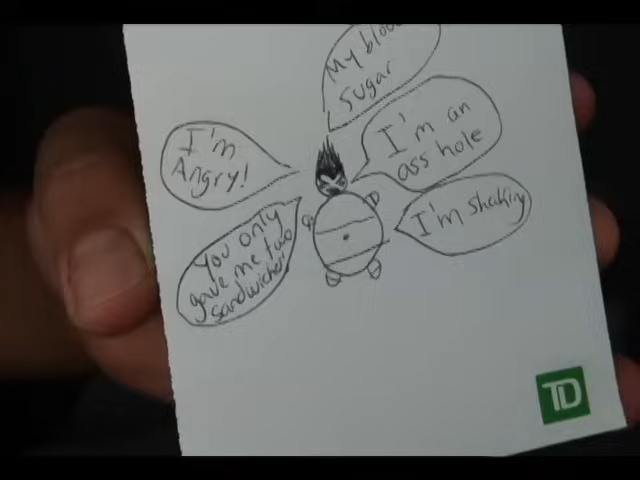 My blood
sugar
I'm
Angry!
I'm an
ass hole
I'm shaking
You only
gave me two
sandwiches
TD